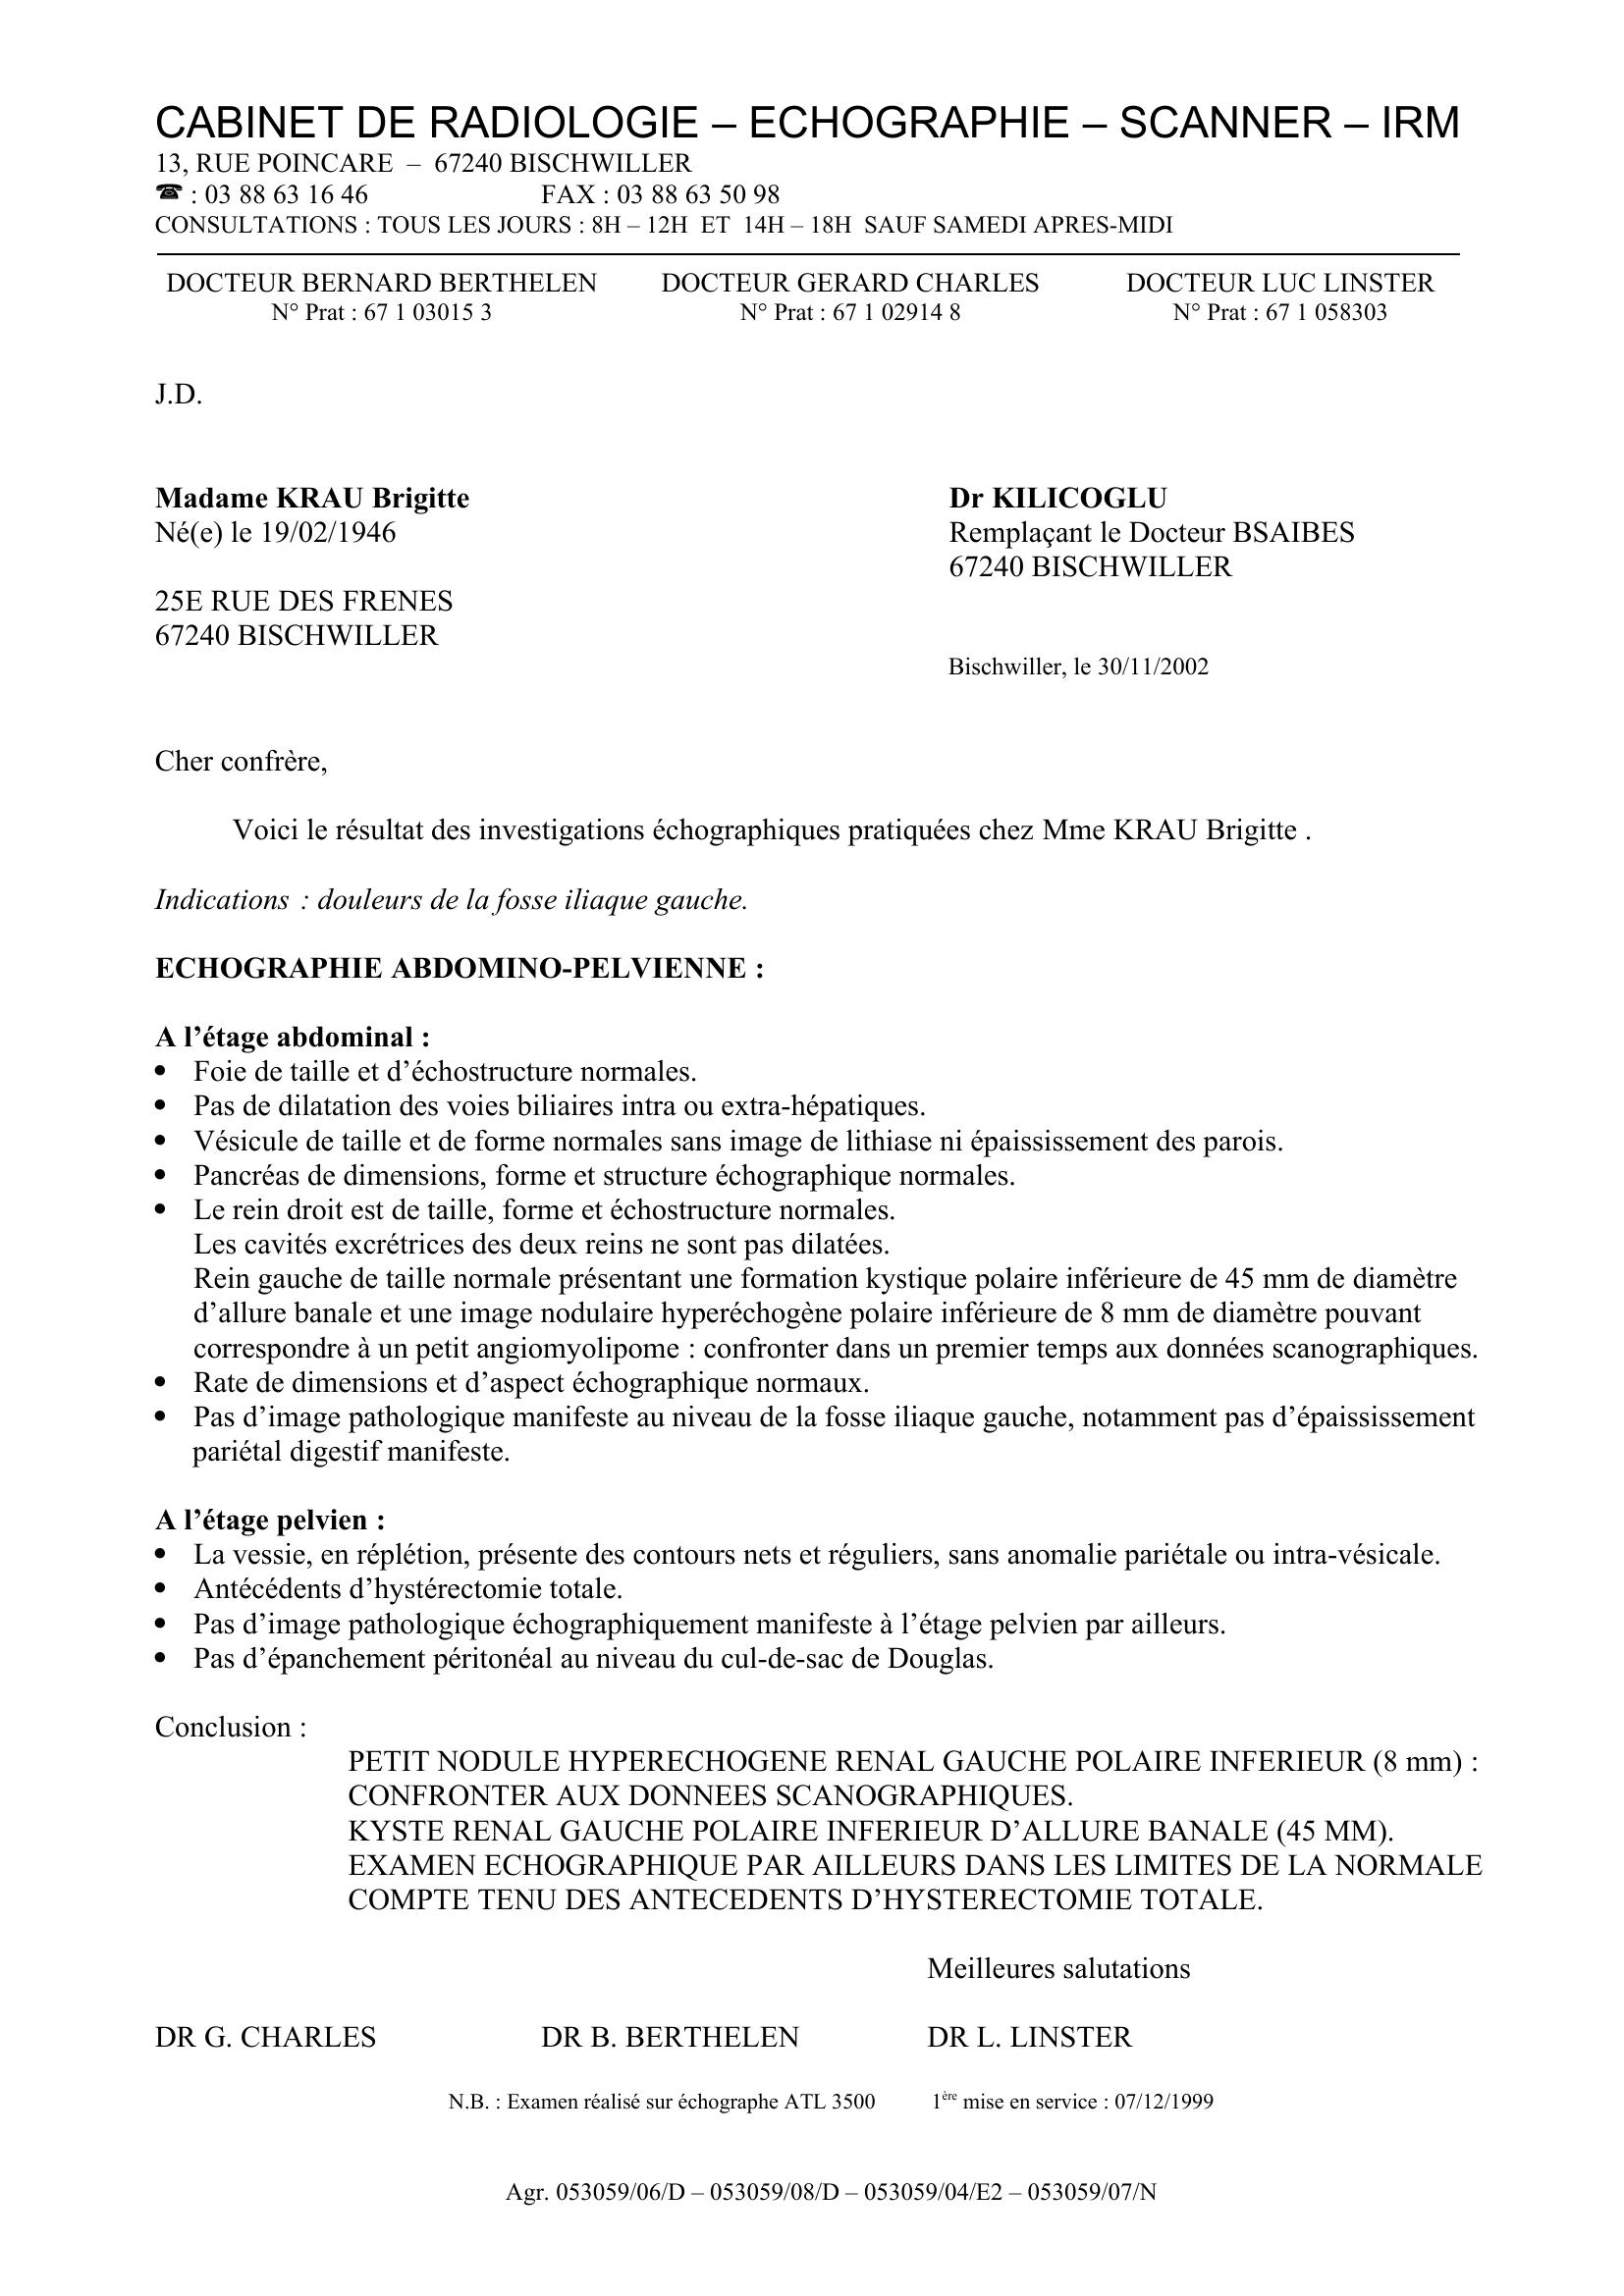 CABINET DE RADIOLOGIE – ECHOGRAPHIE – SCANNER – IRM
13, RUE POINCARE – 67240 BISCHWILLER
☎ : 03 88 63 16 46 FAX : 03 88 63 50 98
CONSULTATIONS : TOUS LES JOURS : 8H – 12H ET 14H – 18H SAUF SAMEDI APRES-MIDI
DOCTEUR BERNARD BERTHELEN DOCTEUR GERARD CHARLES DOCTEUR LUC LINSTER
N° Prat : 67 1 03015 3 N° Prat : 67 1 02914 8 N° Prat : 67 1 058303
J.D.
Madame KRAU Brigitte Dr KILICOGLU
Né(e) le 19/02/1946 Remplaçant le Docteur BSAIBES
67240 BISCHWILLER
25E RUE DES FRENES
67240 BISCHWILLER
Bischwiller, le 30/11/2002
Cher confrère,
Voici le résultat des investigations échographiques pratiquées chez Mme KRAU Brigitte .
Indications : douleurs de la fosse iliaque gauche.
ECHOGRAPHIE ABDOMINO-PELVIENNE :
A l’étage abdominal :
• Foie de taille et d’échostructure normales.
• Pas de dilatation des voies biliaires intra ou extra-hépatiques.
• Vésicule de taille et de forme normales sans image de lithiase ni épaississement des parois.
• Pancréas de dimensions, forme et structure échographique normales.
• Le rein droit est de taille, forme et échostructure normales.
Les cavités excrétrices des deux reins ne sont pas dilatées.
Rein gauche de taille normale présentant une formation kystique polaire inférieure de 45 mm de diamètre
d’allure banale et une image nodulaire hyperéchogène polaire inférieure de 8 mm de diamètre pouvant
correspondre à un petit angiomyolipome : confronter dans un premier temps aux données scanographiques.
• Rate de dimensions et d’aspect échographique normaux.
• Pas d’image pathologique manifeste au niveau de la fosse iliaque gauche, notamment pas d’épaississement
pariétal digestif manifeste.
A l’étage pelvien :
• La vessie, en réplétion, présente des contours nets et réguliers, sans anomalie pariétale ou intra-vésicale.
• Antécédents d’hystérectomie totale.
• Pas d’image pathologique échographiquement manifeste à l’étage pelvien par ailleurs.
• Pas d’épanchement péritonéal au niveau du cul-de-sac de Douglas.
Conclusion :
PETIT NODULE HYPERECHOGENE RENAL GAUCHE POLAIRE INFERIEUR (8 mm) :
CONFRONTER AUX DONNEES SCANOGRAPHIQUES.
KYSTE RENAL GAUCHE POLAIRE INFERIEUR D’ALLURE BANALE (45 MM).
EXAMEN ECHOGRAPHIQUE PAR AILLEURS DANS LES LIMITES DE LA NORMALE
COMPTE TENU DES ANTECEDENTS D’HYSTERECTOMIE TOTALE.
Meilleures salutations
DR G. CHARLES DR B. BERTHELEN DR L. LINSTER
N.B. : Examen réalisé sur échographe ATL 3500 1ère mise en service : 07/12/1999
Agr. 053059/06/D – 053059/08/D – 053059/04/E2 – 053059/07/N